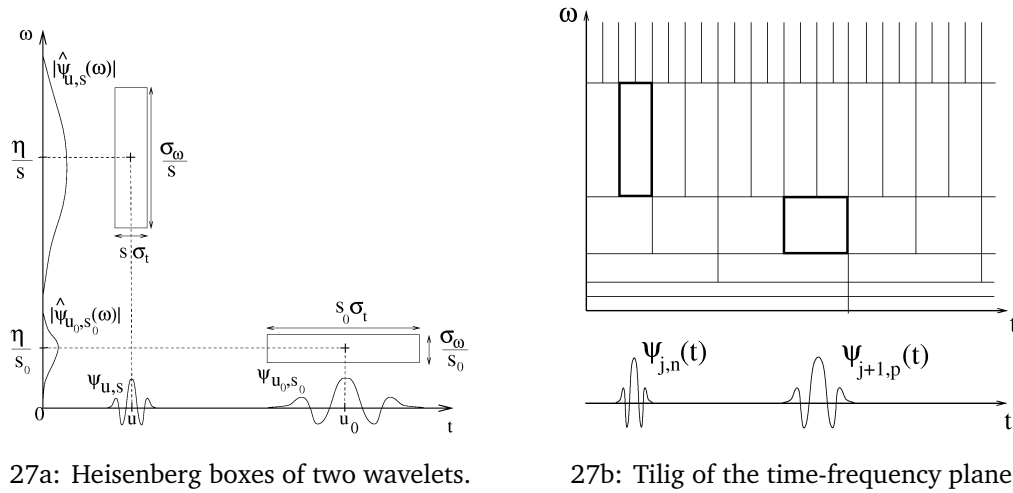 ω
|ψ̂u,s(ω)|
η
s
σω
s
s σt
|ψ̂u0,s0(ω)|
s0σt
η
s0
σω
s0
ψu,s
ψu0,s0
0
u
u0
t
27a: Heisenberg boxes of two wavelets.
ω
t
ψj,n(t)
ψj+1,p(t)
t
27b: Tilig of the time-frequency plane